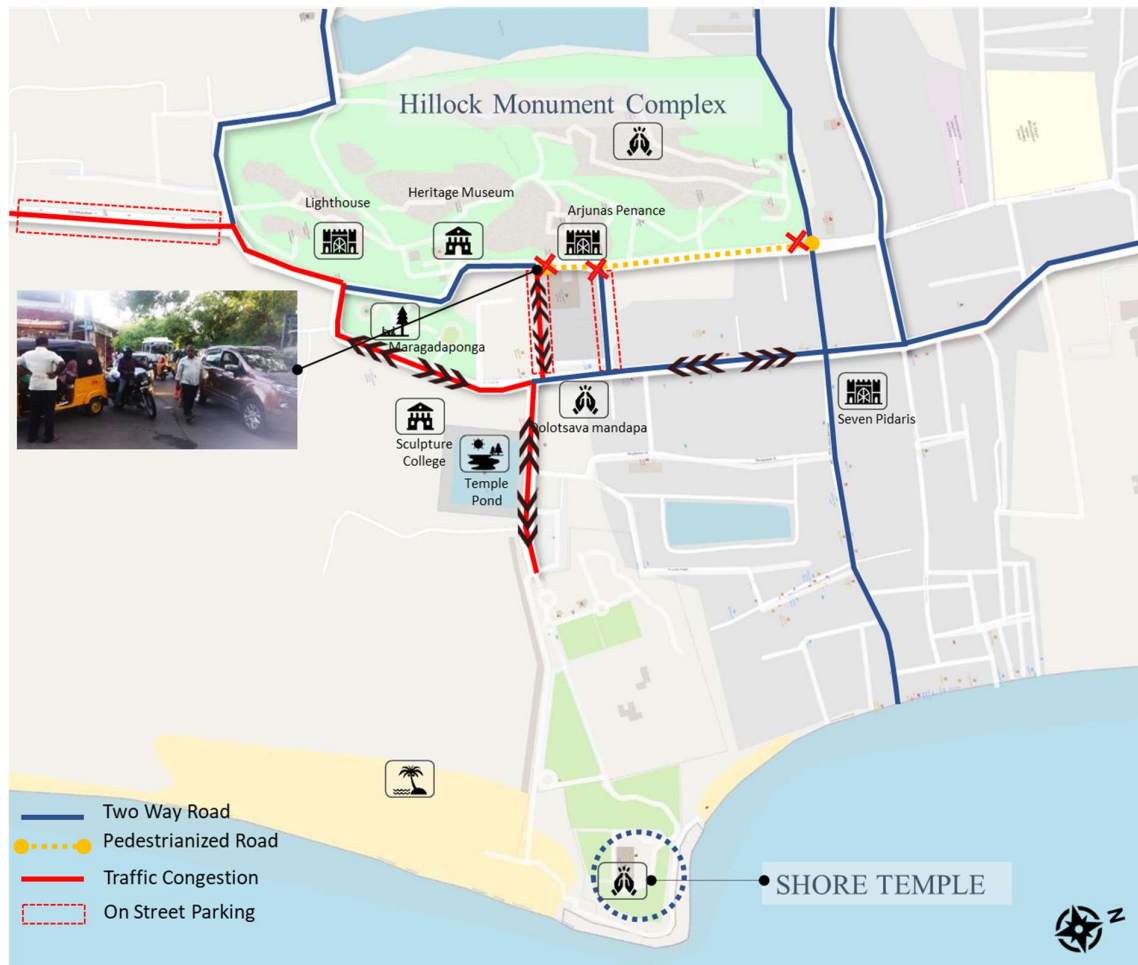 Hillock Monument Complex
Heritage Museum
Lighthouse
Arjunas Penance
Maragadaponga
Seven Pidaris
Dolotsava mandapa
Sculpture
College
Temple
Pond
Two Way Road
Pedestrianized Road
Traffic Congestion
On Street Parking
SHORE TEMPLE
N